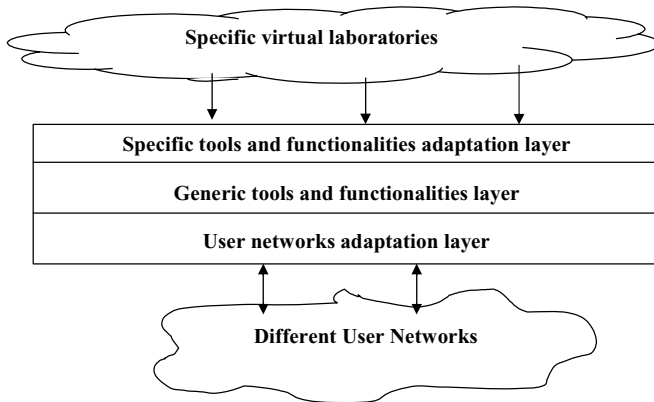 Specific virtual laboratories
Specific tools and functionalities adaptation layer
Generic tools and functionalities layer
User networks adaptation layer
Different User Networks